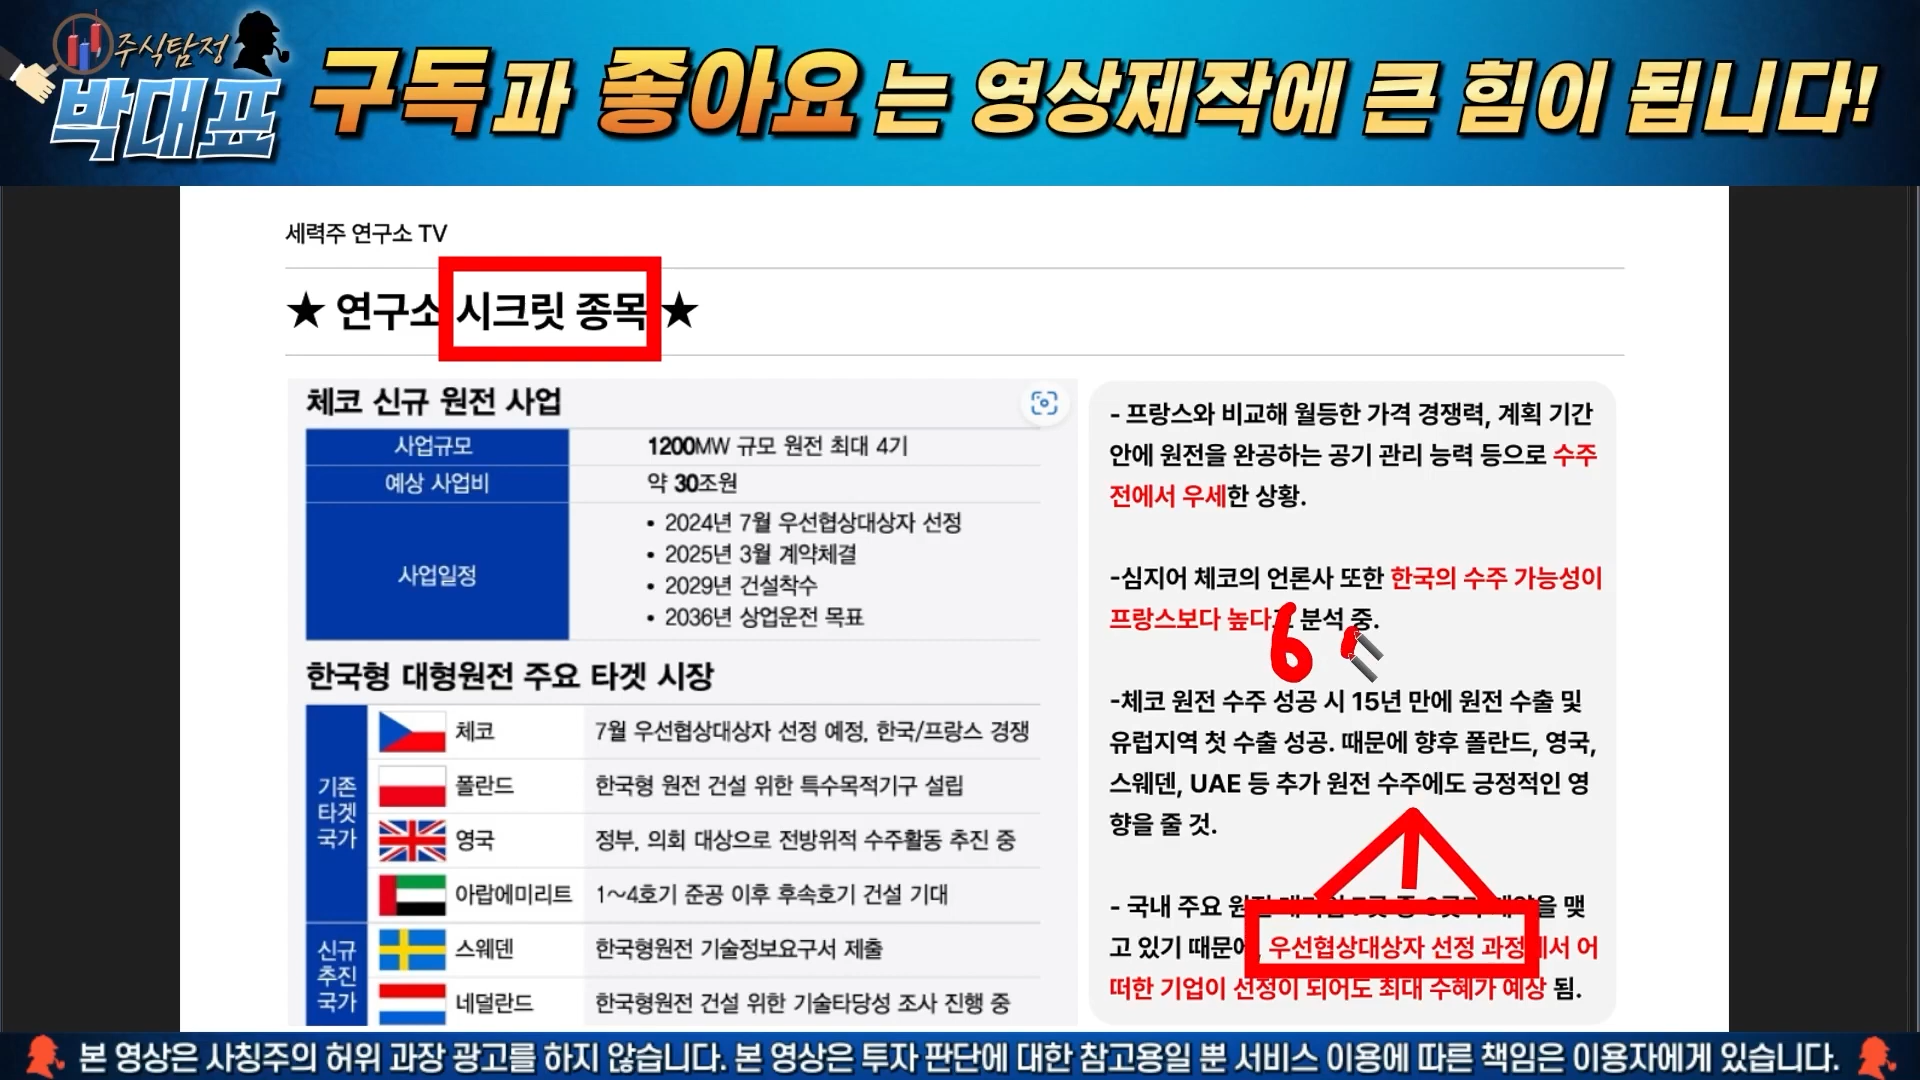 주식탐정
박대표
구독과 좋아요는 영상제작에 큰 힘이 됩니다!
세력주 연구소 TV
★ 연구소 시크릿 종목 ★
체코 신규 원전 사업
사업규모 1200MW 규모 원전 최대 4기
예상 사업비 약 30조원
사업일정
• 2024년 7월 우선협상대상자 선정
• 2025년 3월 계약체결
• 2029년 건설착수
• 2036년 상업운전 목표
한국형 대형원전 주요 타겟 시장
기존
타겟
국가
체코 7월 우선협상대상자 선정 예정, 한국/프랑스 경쟁
폴란드 한국형 원전 건설 위한 특수목적기구 설립
영국 정부, 의회 대상으로 전방위적 수주활동 추진 중
아랍에미리트 1~4호기 준공 이후 후속호기 건설 기대
신규
추진
국가
스웨덴 한국형원전 기술정보요구서 제출
네덜란드 한국형원전 건설 위한 기술타당성 조사 진행 중
- 프랑스와 비교해 월등한 가격 경쟁력, 계획 기간
안에 원전을 완공하는 공기 관리 능력 등으로 수주
전에서 우세한 상황.
-심지어 체코의 언론사 또한 한국의 수주 가능성이
프랑스보다 높다고 분석 중.
6
-체코 원전 수주 성공 시 15년 만에 원전 수출 및
유럽지역 첫 수출 성공. 때문에 향후 폴란드, 영국,
스웨덴, UAE 등 추가 원전 수주에도 긍정적인 영
향을 줄 것.
- 국내 주요 맺
고 있기 때문에 우선협상대상자 선정 과정에서 어
떠한 기업이 선정이 되어도 최대 수혜가 예상 됨.
본 영상은 사칭주의 허위 과장 광고를 하지 않습니다. 본 영상은 투자 판단에 대한 참고용일 뿐 서비스 이용에 따른 책임은 이용자에게 있습니다.